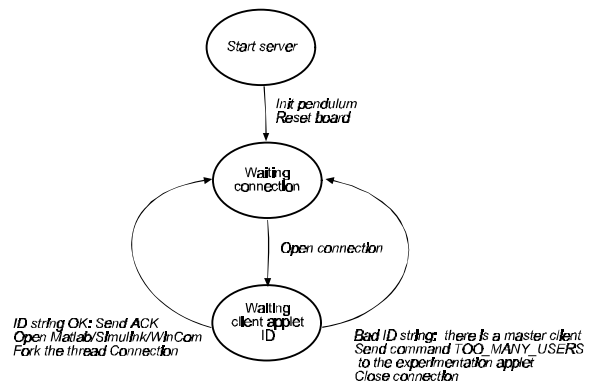 Start server
Init pendulum
Reset board
Waiting
connection
Open connection
Waiting
client applet
ID
ID string OK: Send ACK
Open Matlab/Simulink/WinCom
Fork the thread Connection
Bad ID string: there is a master client
Send command TOO_MANY_USERS
to the experimentation applet
Close connection